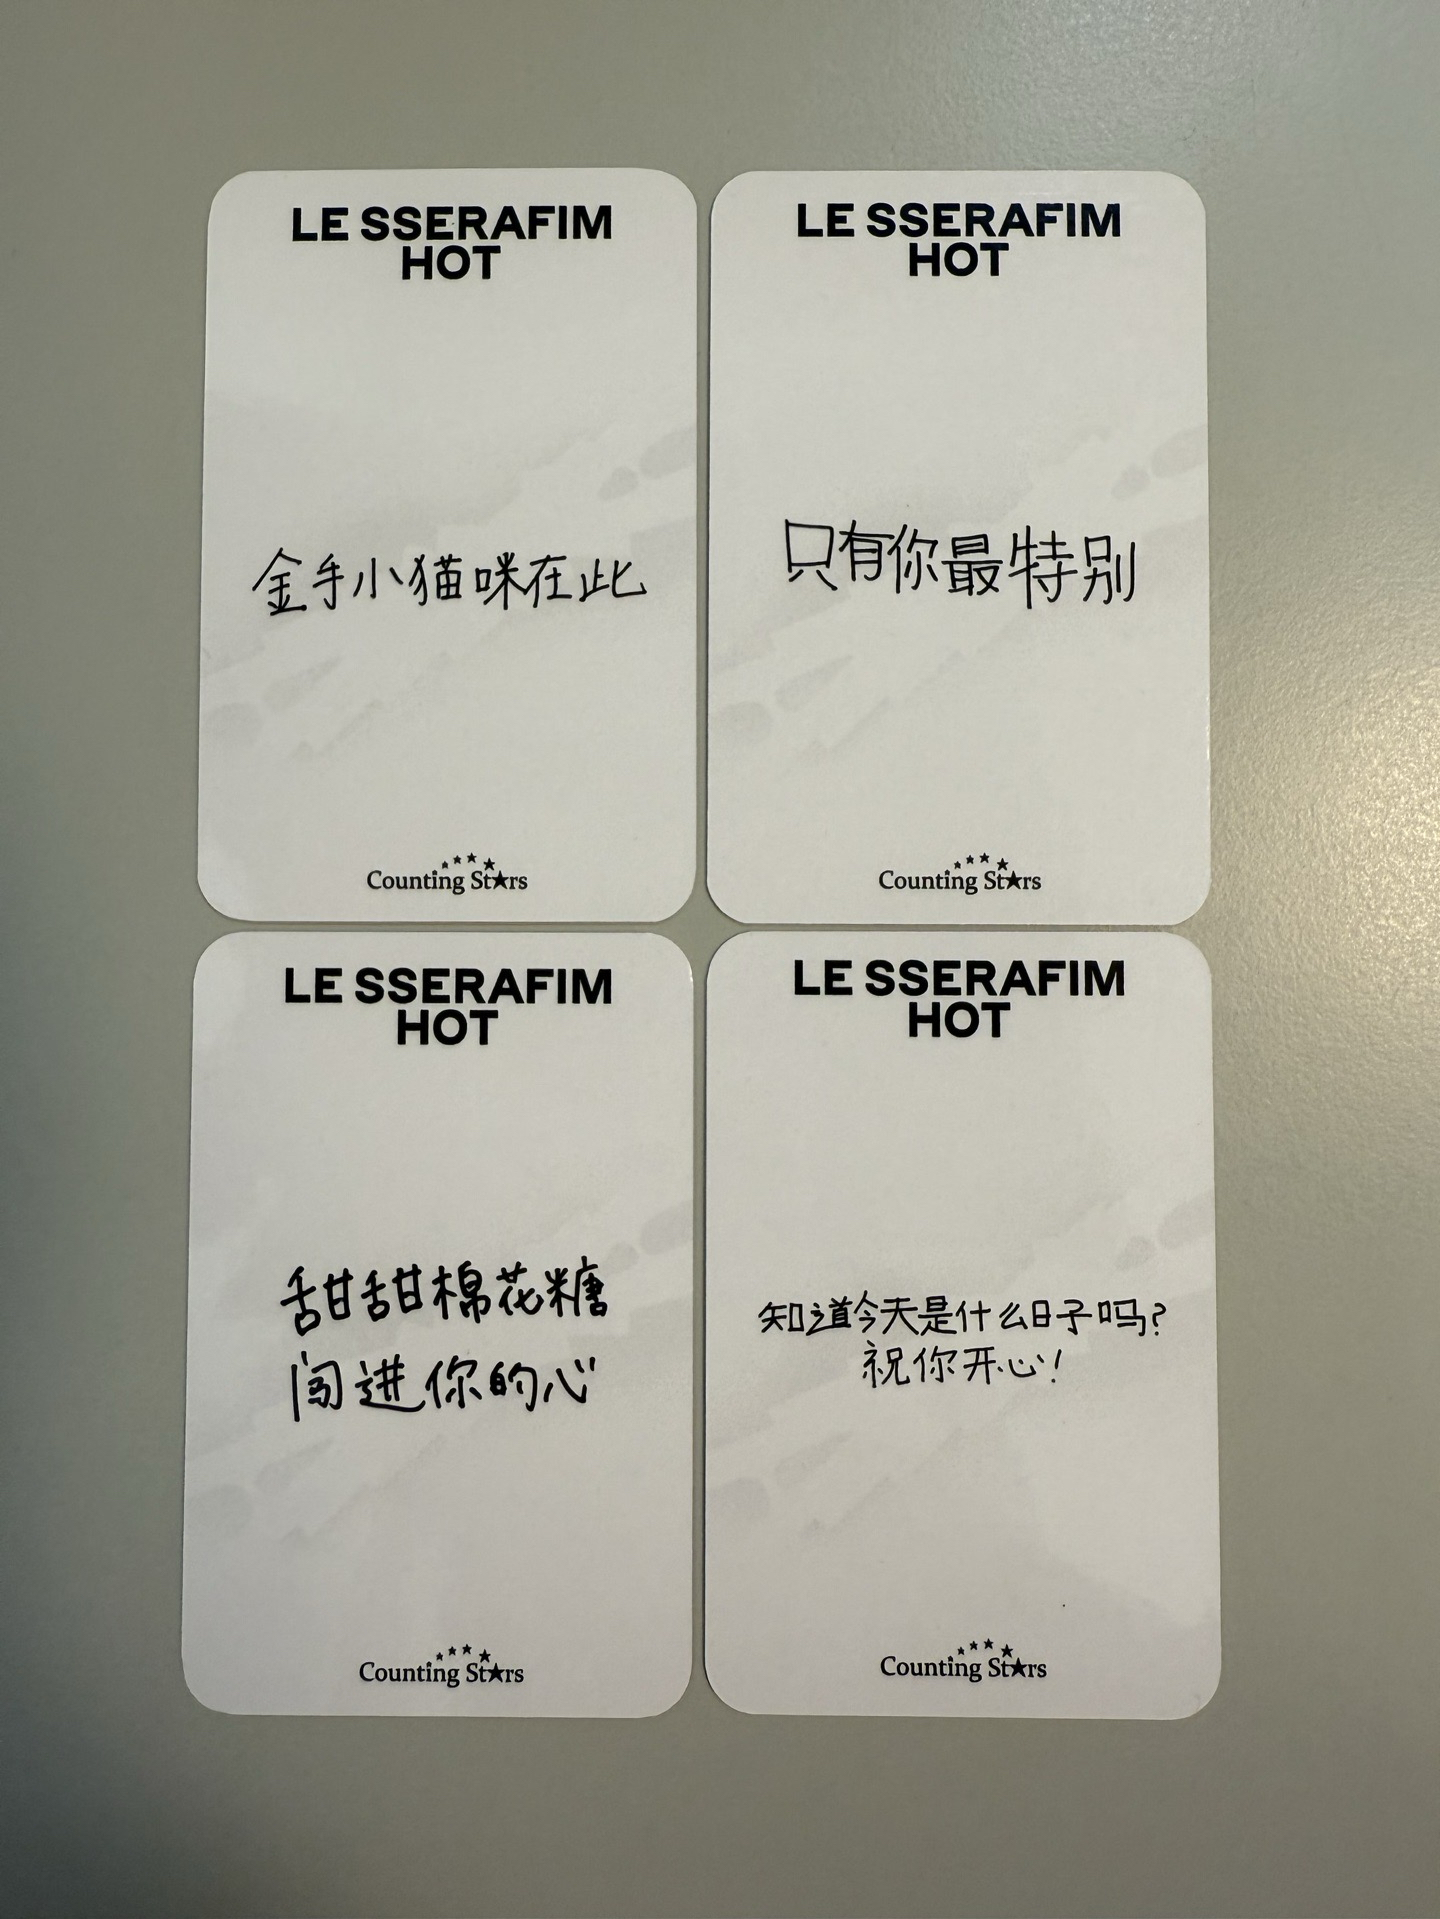 LE SSERAFIM
HOT
金手小猫咪在此
Counting Stars
LE SSERAFIM
HOT
只有你最特别
Counting Stars
LE SSERAFIM
HOT
甜甜棉花糖
闯进你的心
Counting Stars
LE SSERAFIM
HOT
知道今天是什么日子吗?
祝你开心!
Counting Stars